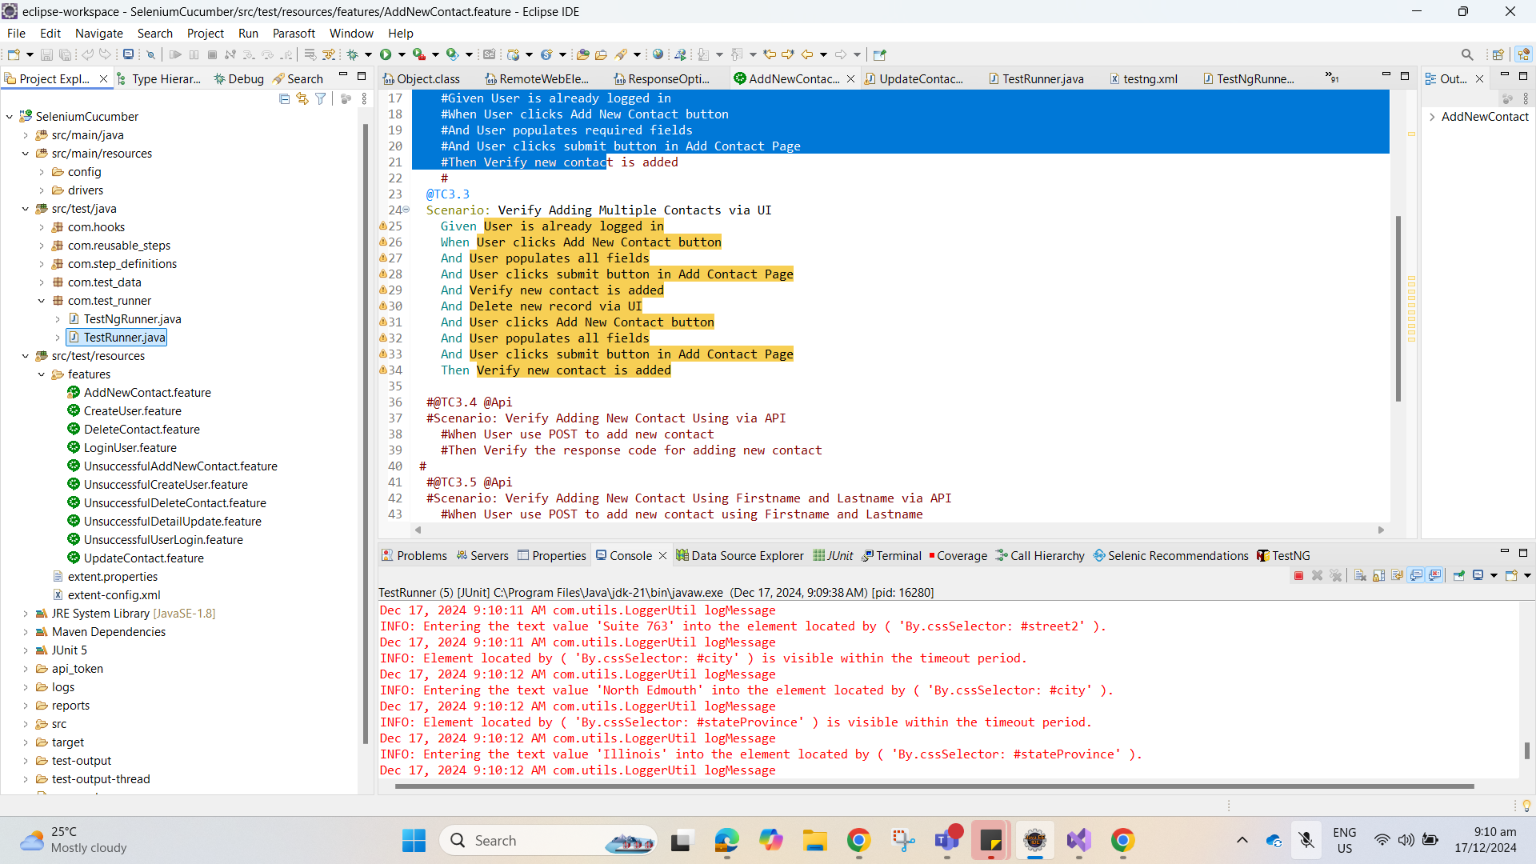 eclipse-workspace - SeleniumCucumber/src/test/resources/features/AddNewContact.feature - Eclipse IDE
File Edit Navigate Search Project Run Parasoft Window Help
Project Expl... Type Hierar... Debug Search
Object.class RemoteWebEle... ResponseOpti... AddNewContac... UpdateContac... TestRunner.java testng.xml TestNgRunne... »91
Out...
AddNewContact
SeleniumCucumber
src/main/java
src/main/resources
config
drivers
src/test/java
com.hooks
com.reusable_steps
com.step_definitions
com.test_data
com.test_runner
TestNgRunner.java
TestRunner.java
src/test/resources
features
AddNewContact.feature
CreateUser.feature
DeleteContact.feature
LoginUser.feature
UnsuccessfulAddNewContact.feature
UnsuccessfulCreateUser.feature
UnsuccessfulDeleteContact.feature
UnsuccessfulDetailUpdate.feature
UnsuccessfulUserLogin.feature
UpdateContact.feature
extent.properties
extent-config.xml
JRE System Library [JavaSE-1.8]
Maven Dependencies
JUnit 5
api_token
logs
reports
src
target
test-output
test-output-thread
17 #Given User is already logged in
18 #When User clicks Add New Contact button
19 #And User populates required fields
20 #And User clicks submit button in Add Contact Page
21 #Then Verify new contact is added
22 #
23 @TC3.3
24 Scenario: Verify Adding Multiple Contacts via UI
25 Given User is already logged in
26 When User clicks Add New Contact button
27 And User populates all fields
28 And User clicks submit button in Add Contact Page
29 And Verify new contact is added
30 And Delete new record via UI
31 And User clicks Add New Contact button
32 And User populates all fields
33 And User clicks submit button in Add Contact Page
34 Then Verify new contact is added
35
36 #@TC3.4 @Api
37 #Scenario: Verify Adding New Contact Using via API
38 #When User use POST to add new contact
39 #Then Verify the response code for adding new contact
40 #
41 #@TC3.5 @Api
42 #Scenario: Verify Adding New Contact Using Firstname and Lastname via API
43 #When User use POST to add new contact using Firstname and Lastname
Problems Servers Properties Console Data Source Explorer JUnit Terminal Coverage Call Hierarchy Selenic Recommendations TestNG
TestRunner (5) [JUnit] C:\Program Files\Java\jdk-21\bin\javaw.exe (Dec 17, 2024, 9:09:38 AM) [pid: 16280]
Dec 17, 2024 9:10:11 AM com.utils.LoggerUtil logMessage
INFO: Entering the text value 'Suite 763' into the element located by ( 'By.cssSelector: #street2' ).
Dec 17, 2024 9:10:11 AM com.utils.LoggerUtil logMessage
INFO: Element located by ( 'By.cssSelector: #city' ) is visible within the timeout period.
Dec 17, 2024 9:10:12 AM com.utils.LoggerUtil logMessage
INFO: Entering the text value 'North Edmouth' into the element located by ( 'By.cssSelector: #city' ).
Dec 17, 2024 9:10:12 AM com.utils.LoggerUtil logMessage
INFO: Element located by ( 'By.cssSelector: #stateProvince' ) is visible within the timeout period.
Dec 17, 2024 9:10:12 AM com.utils.LoggerUtil logMessage
INFO: Entering the text value 'Illinois' into the element located by ( 'By.cssSelector: #stateProvince' ).
Dec 17, 2024 9:10:12 AM com.utils.LoggerUtil logMessage
25°C
Mostly cloudy
Search
ENG
US
9:10 am
17/12/2024